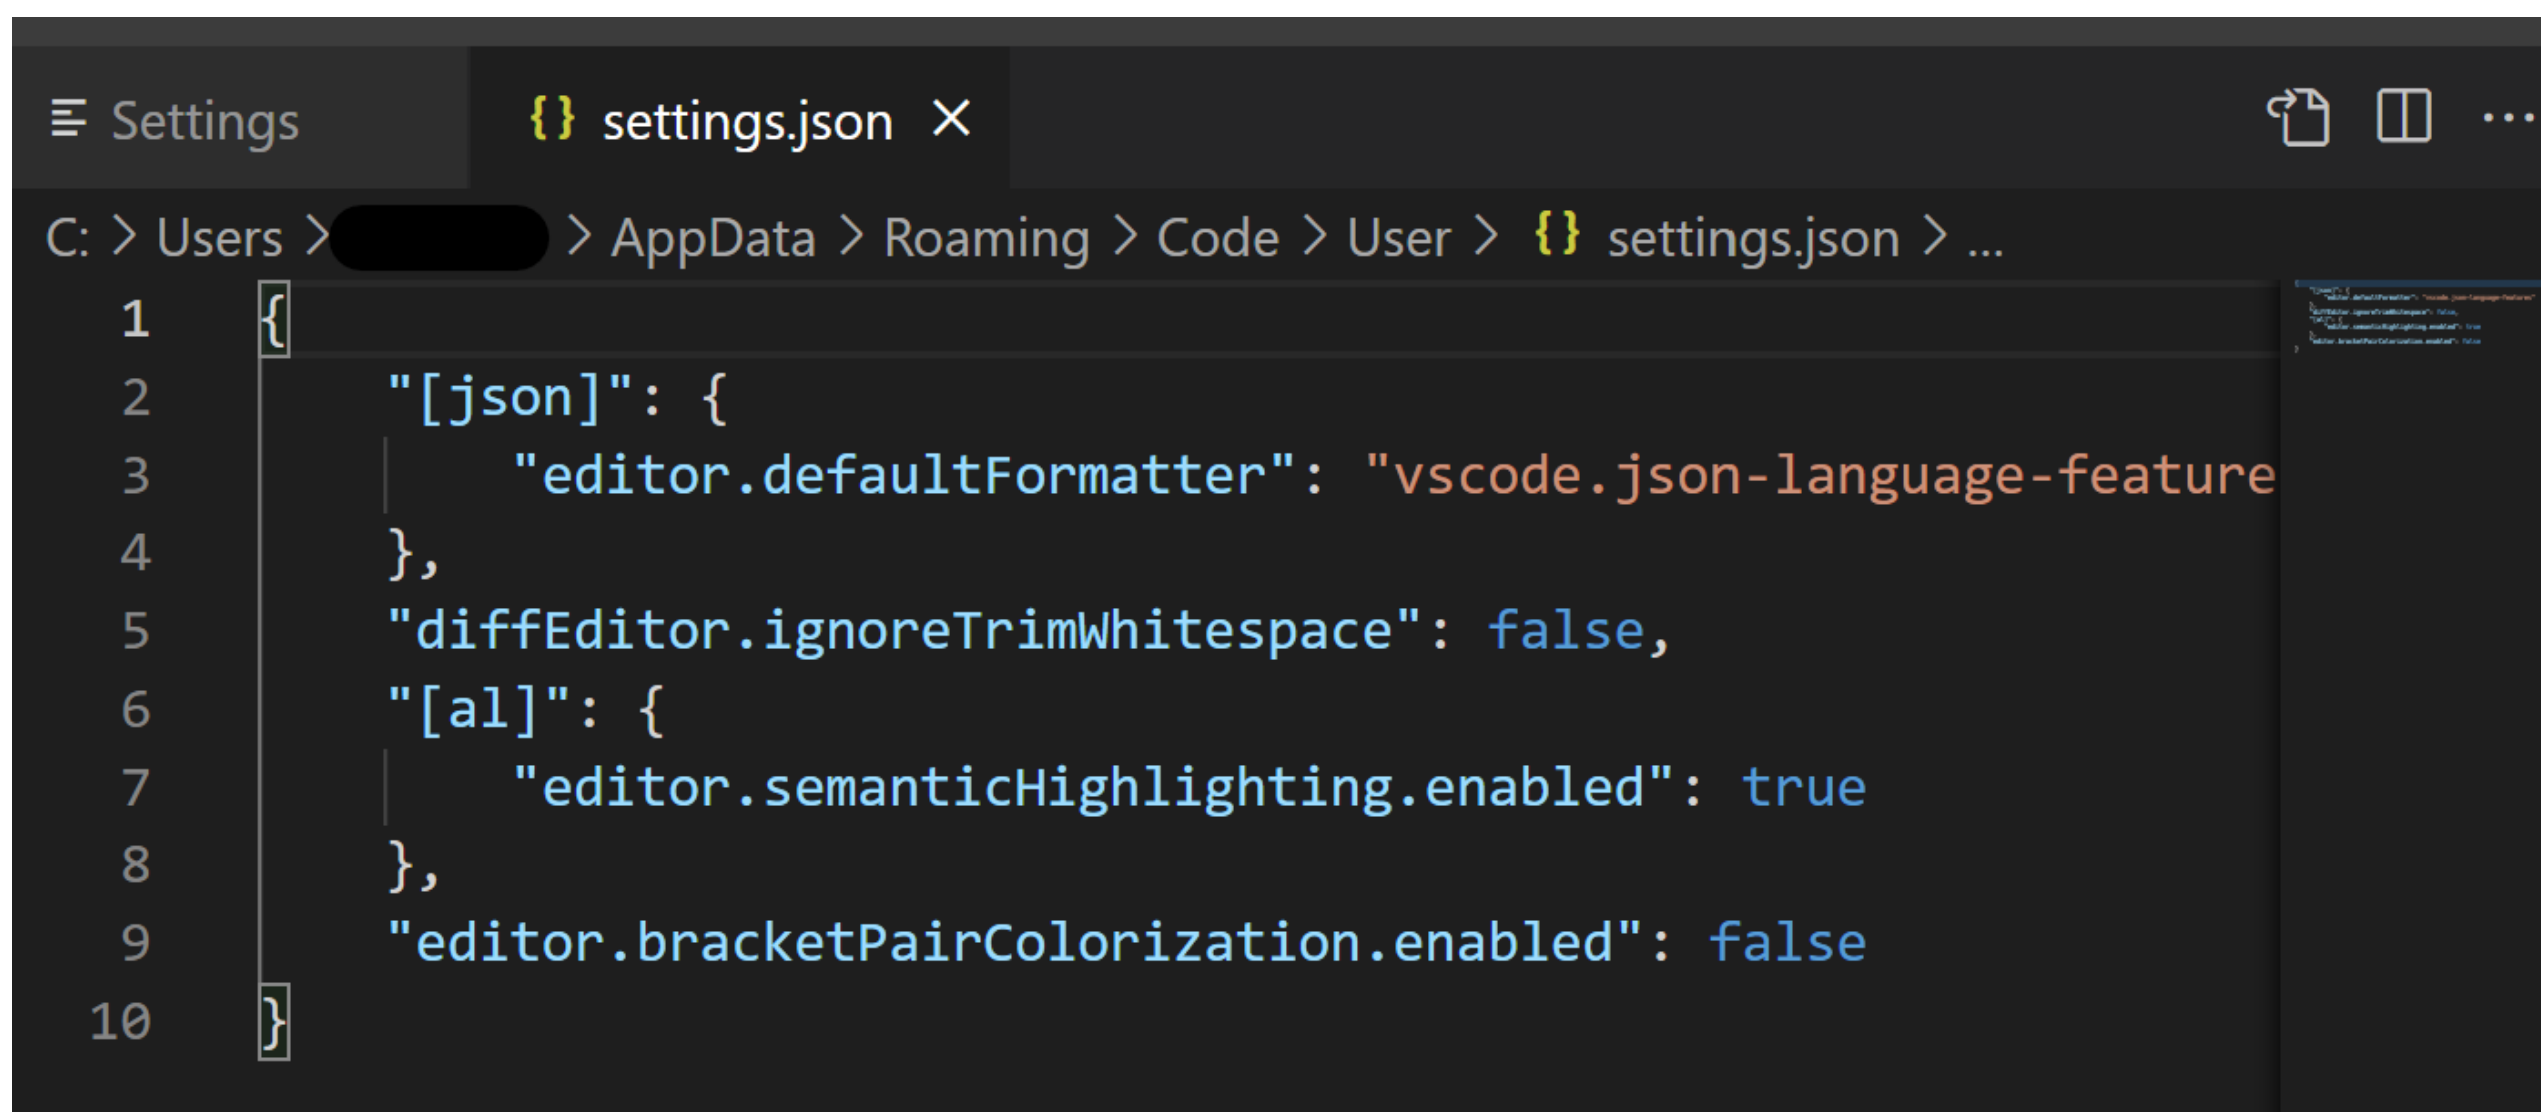 Settings
{} settings.json ×
C: > Users > > AppData > Roaming > Code > User > {} settings.json > ...
1 {
2 "[json]": {
3 "editor.defaultFormatter": "vscode.json-language-feature
4 },
5 "diffEditor.ignoreTrimWhitespace": false,
6 "[al]": {
7 "editor.semanticHighlighting.enabled": true
8 },
9 "editor.bracketPairColorization.enabled": false
10 }